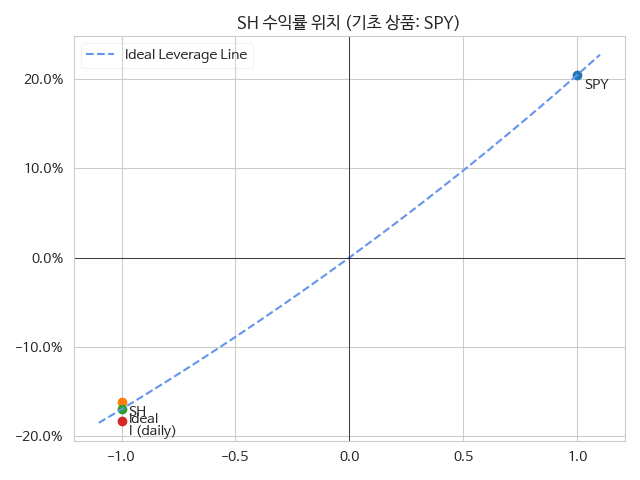 SH 수익률 위치 (기초 상품: SPY)
Ideal Leverage Line
20.0%
10.0%
0.0%
−10.0%
−20.0%
SPY
SH
Ideal
I (daily)
−1.0
−0.5
0.0
0.5
1.0